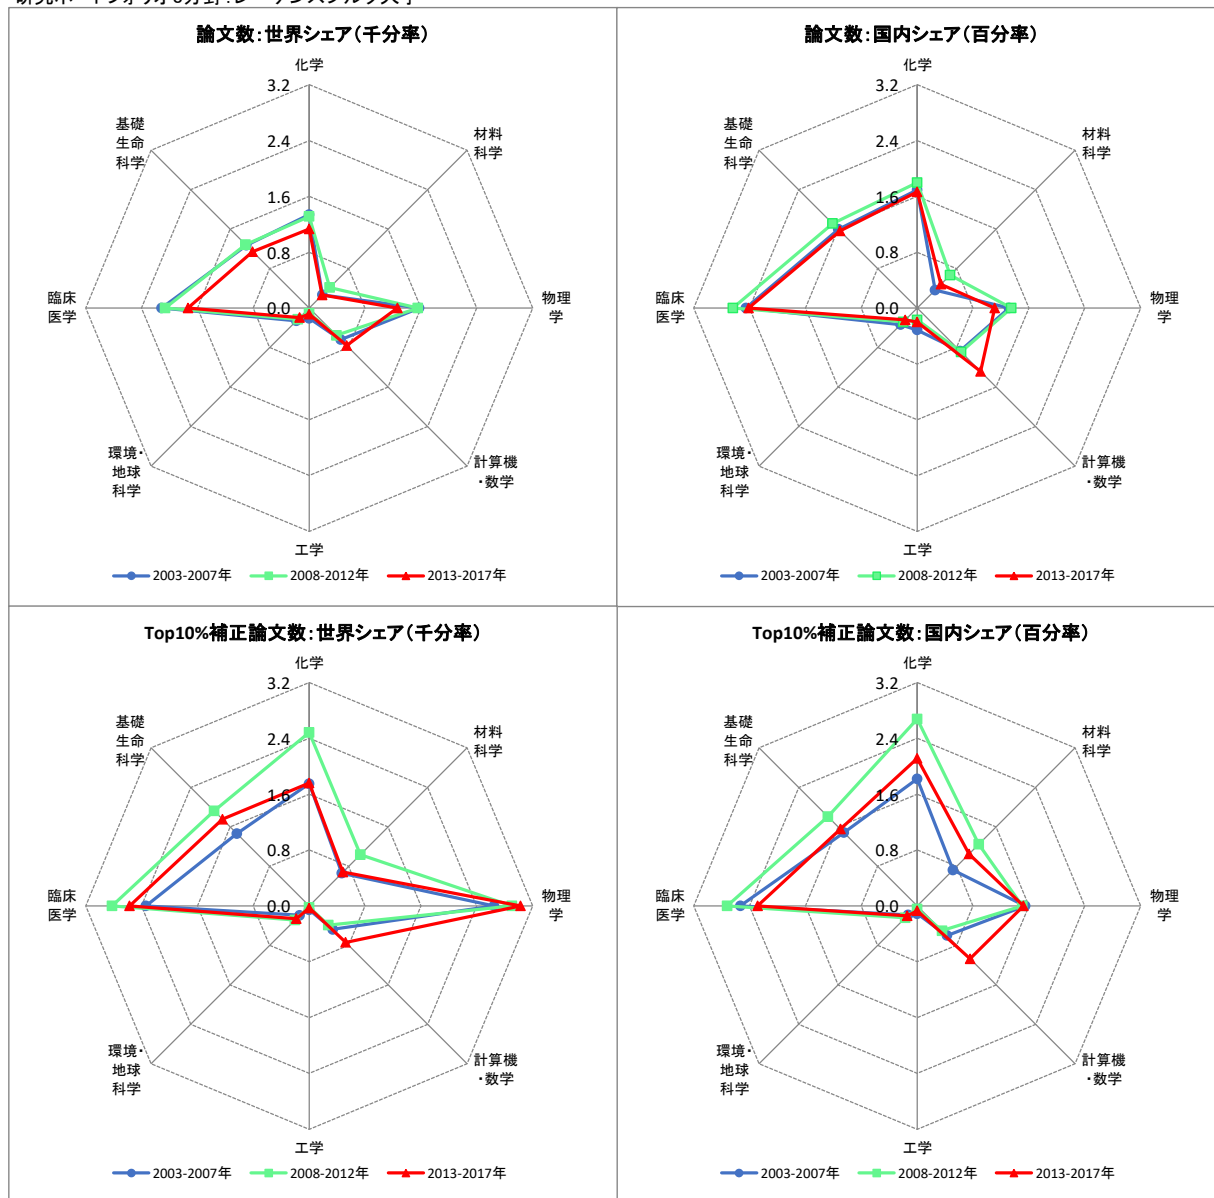 論文数:世界シェア(千分率)
化学
3.2
2.4
1.6
0.8
0.0
材料
科学
物理
学
計算機
・数学
工学
環境・
地球
科学
臨床
医学
基礎
生命
科学
2003-2007年
2008-2012年
2013-2017年
論文数:国内シェア(百分率)
化学
3.2
2.4
1.6
0.8
0.0
材料
科学
物理
学
計算機
・数学
工学
環境・
地球
科学
臨床
医学
基礎
生命
科学
2003-2007年
2008-2012年
2013-2017年
Top10%補正論文数:世界シェア(千分率)
化学
3.2
2.4
1.6
0.8
0.0
材料
科学
物理
学
計算機
・数学
工学
環境・
地球
科学
臨床
医学
基礎
生命
科学
2003-2007年
2008-2012年
2013-2017年
Top10%補正論文数:国内シェア(百分率)
化学
3.2
2.4
1.6
0.8
0.0
材料
科学
物理
学
計算機
・数学
工学
環境・
地球
科学
臨床
医学
基礎
生命
科学
2003-2007年
2008-2012年
2013-2017年